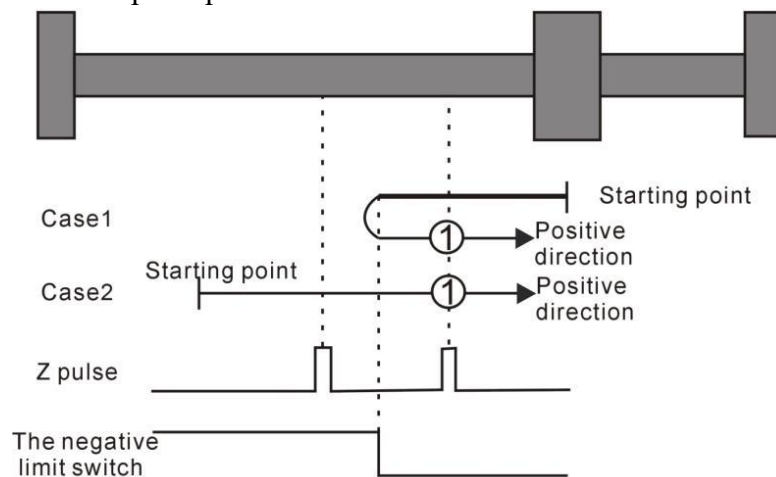 Starting point
Case1
1
Positive
direction
Starting point
Case2
1
Positive
direction
Z pulse
The negative
limit switch